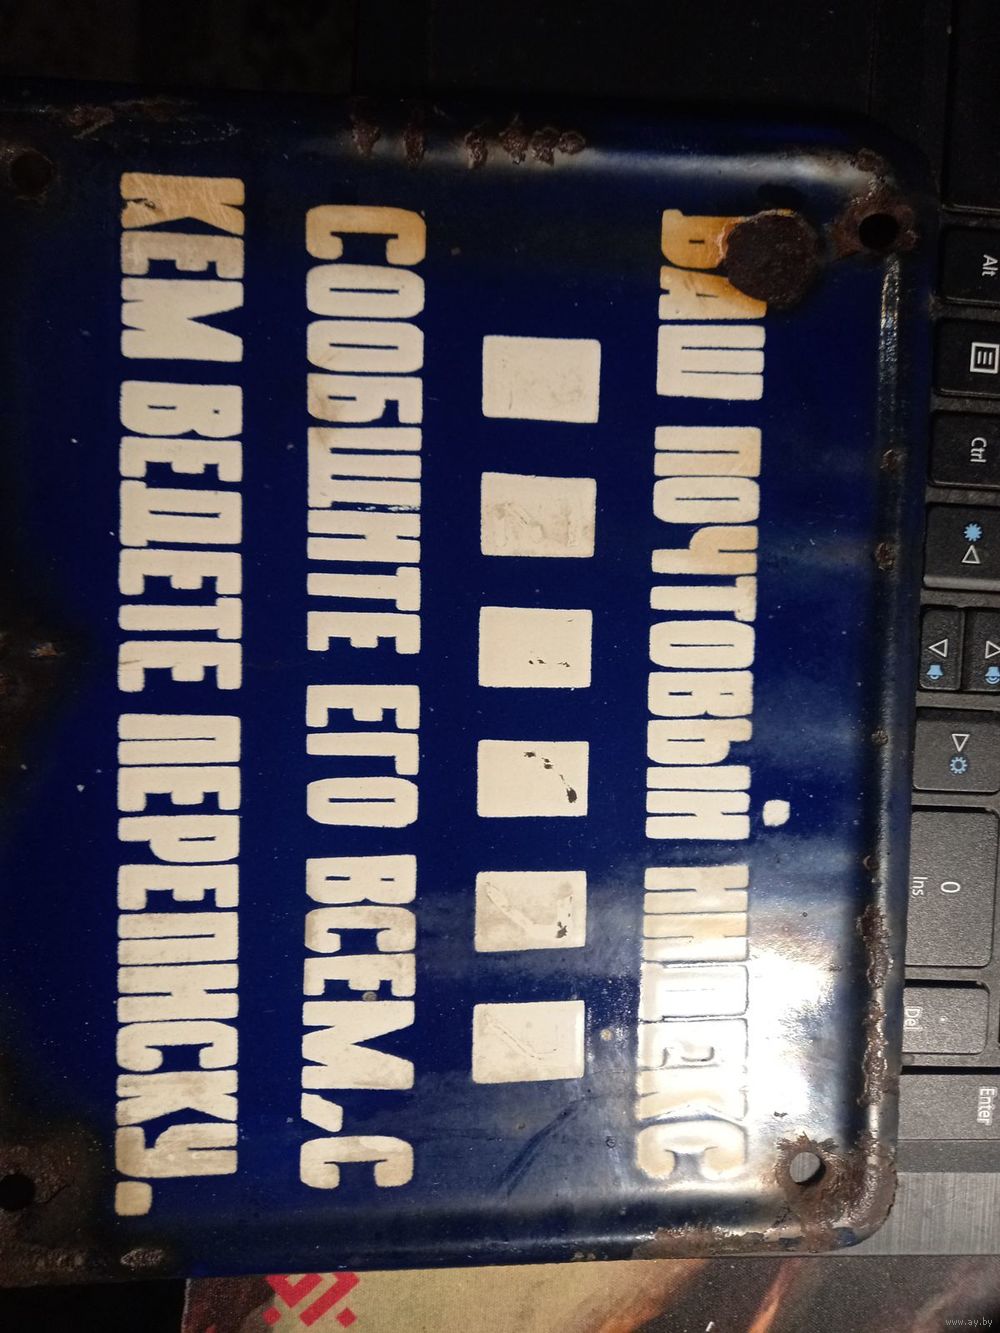 ВАШ ПОЧТОВЫЙ ИНДЕКС
СООБЩИТЕ ЕГО ВСЕМ, С
КЕМ ВЕДЕТЕ ПЕРЕПИСКУ.
Alt
Ctrl
0
Ins
.
Del
Enter
www.ay.by